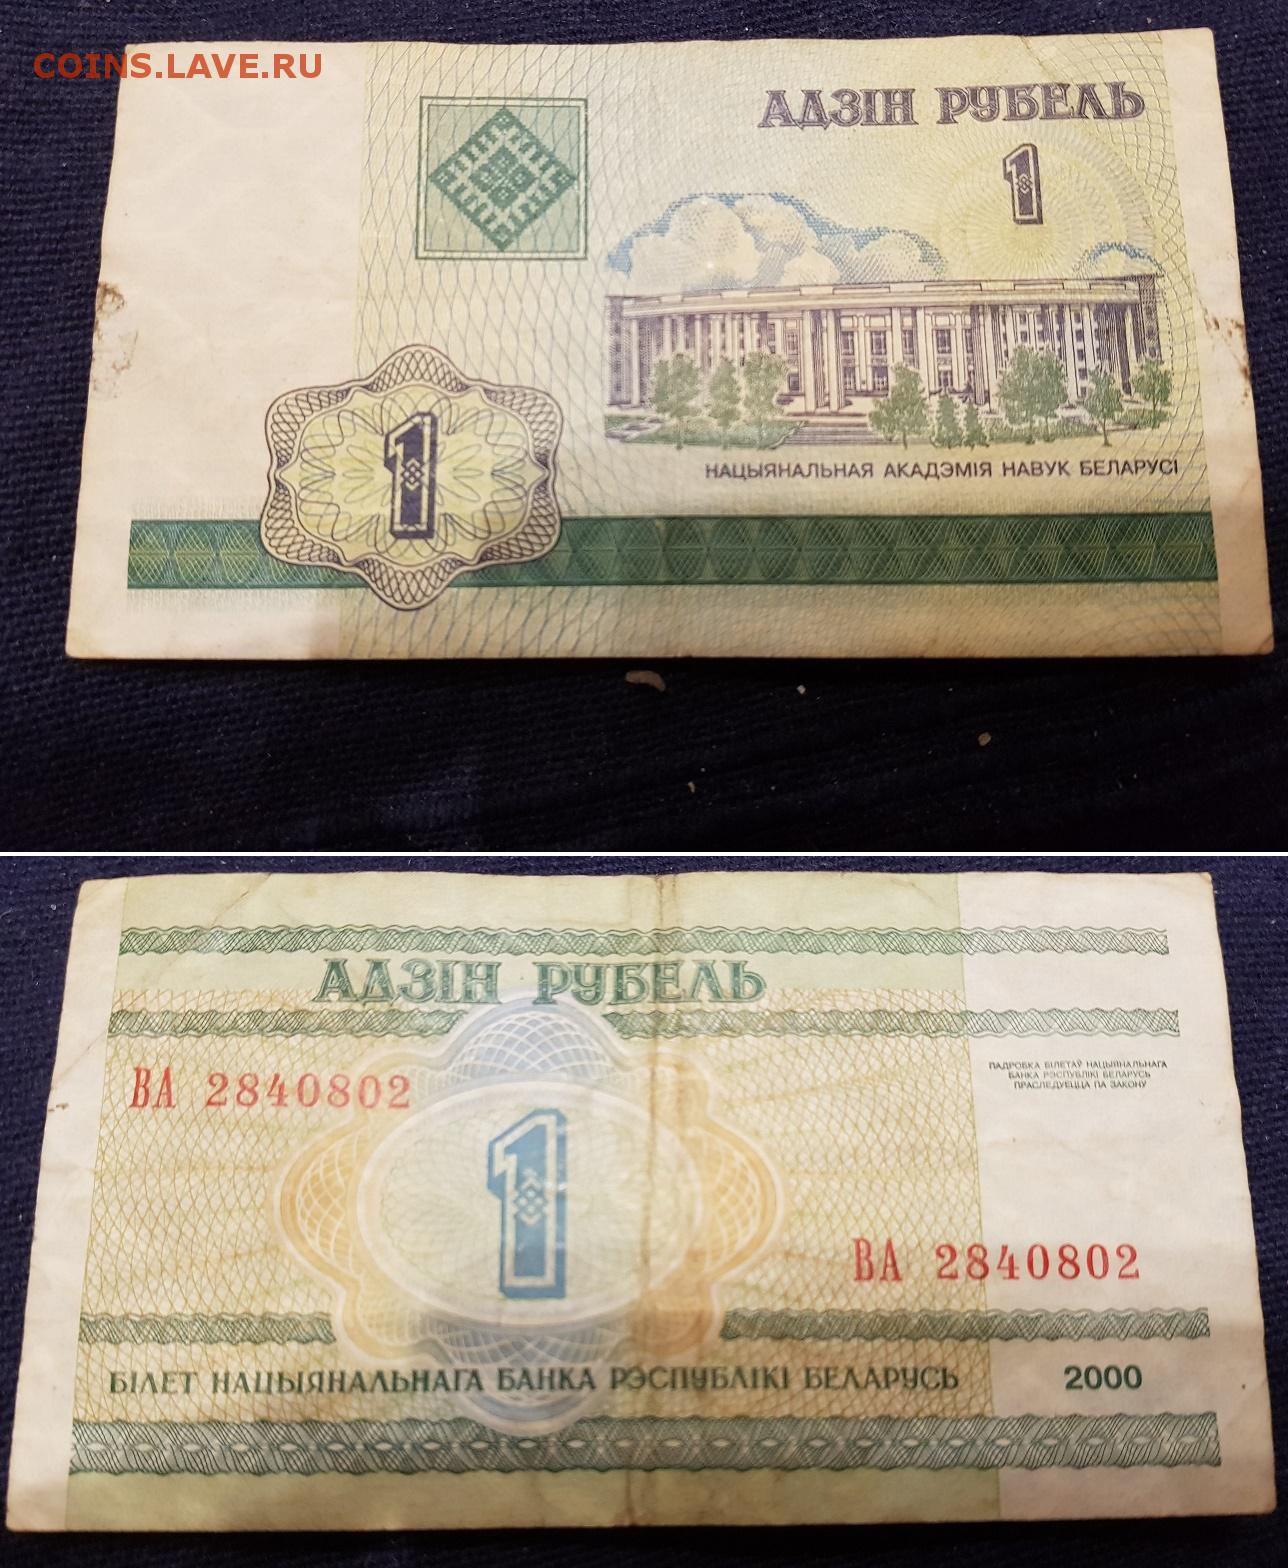 COINS.LAVE.RU
АДЗІН РУБЕЛЬ
1
НАЦЫЯНАЛЬНАЯ АКАДЭМІЯ НАВУК БЕЛАРУСІ
1
АДЗІН РУБЕЛЬ
ПАДРОБКА БІЛЕТАЎ НАЦЫЯНАЛЬНАГА
БАНКА РЭСПУБЛІКІ БЕЛАРУСЬ
ПРАСЛЕДУЕЦЦА ПА ЗАКОНУ
ВА 2840802
1
ВА 2840802
БІЛЕТ НАЦЫЯНАЛЬНАГА БАНКА РЭСПУБЛІКІ БЕЛАРУСЬ 2000